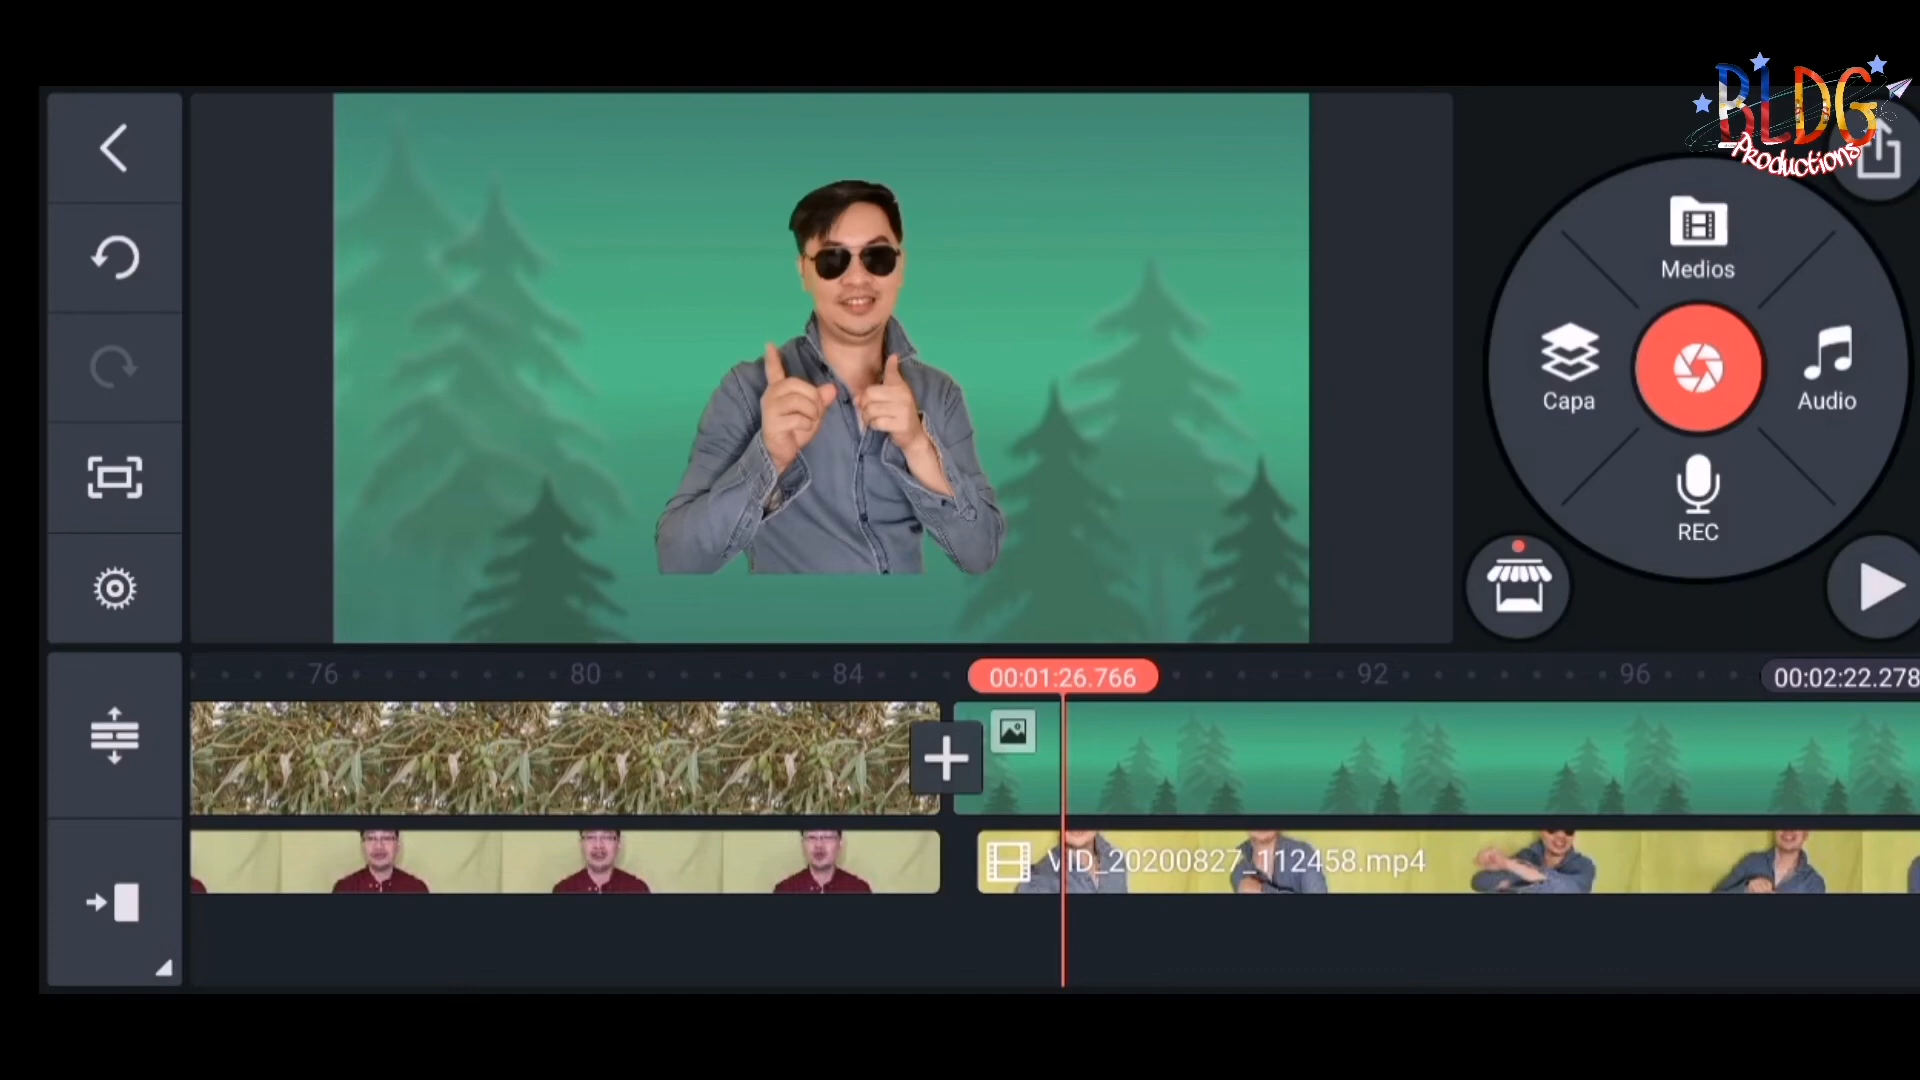 BLDG
Productions
Medios
Capa
Audio
REC
76
80
84
00:01:26.766
92
96
00:02:22.278
VID_20200827_112458.mp4